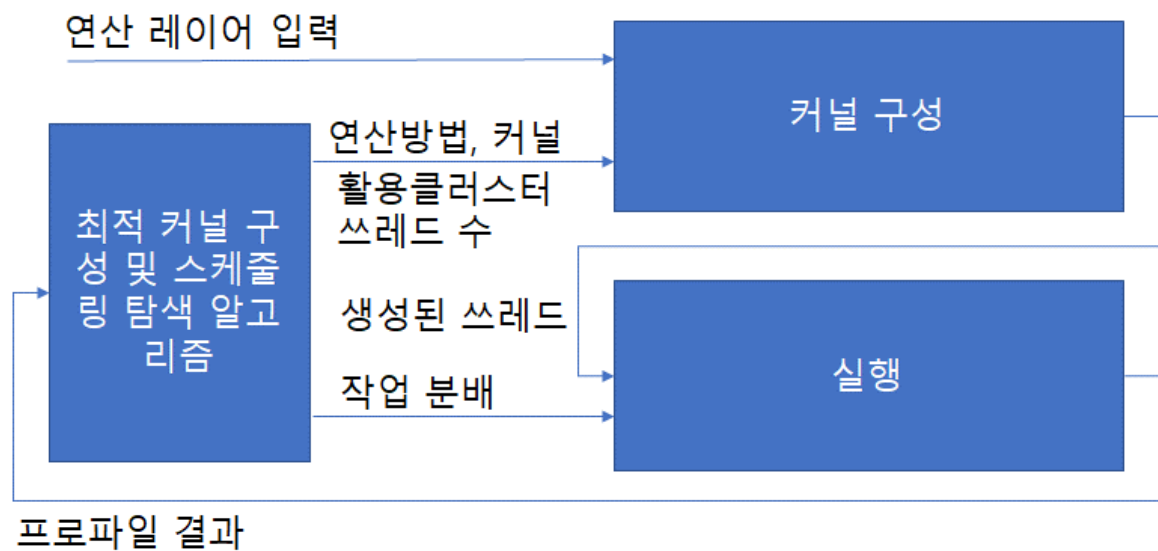 연산 레이어 입력
커널 구성
연산방법, 커널
활용클러스터
쓰레드 수
최적 커널 구
성 및 스케줄
링 탐색 알고
리즘
생성된 쓰레드
실행
작업 분배
프로파일 결과